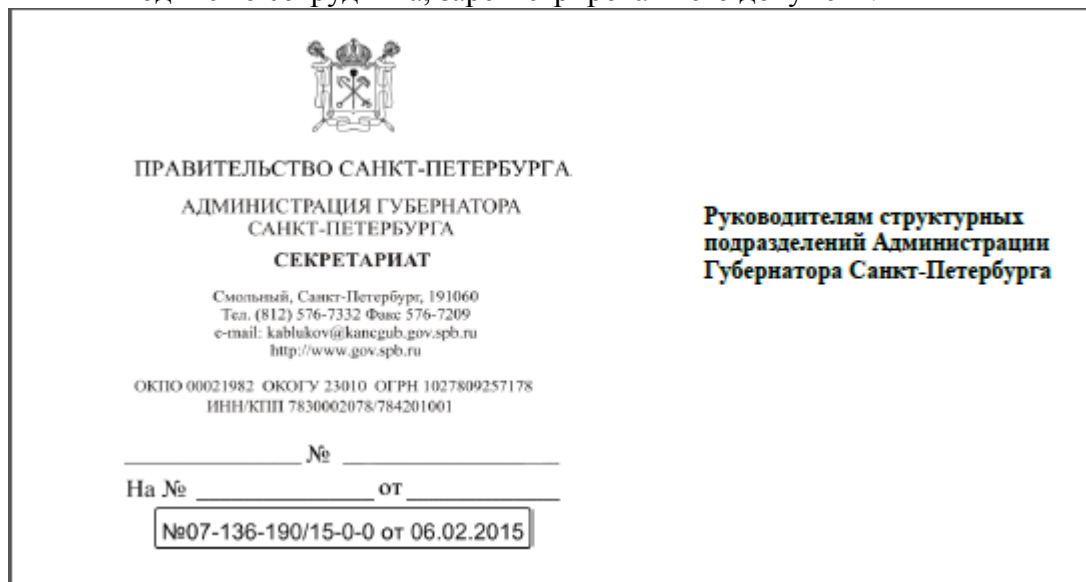 ПРАВИТЕЛЬСТВО САНКТ-ПЕТЕРБУРГА
АДМИНИСТРАЦИЯ ГУБЕРНАТОРА
САНКТ-ПЕТЕРБУРГА
СЕКРЕТАРИАТ
Смольный, Санкт-Петербург, 191060
Тел. (812) 576-7332 Факс 576-7209
e-mail: kablukov@kancgub.gov.spb.ru
http://www.gov.spb.ru
ОКПО 00021982 ОКОГУ 23010 ОГРН 1027809257178
ИНН/КПП 7830002078/784201001
№
На № от
№07-136-190/15-0-0 от 06.02.2015
Руководителям структурных
подразделений Администрации
Губернатора Санкт-Петербурга